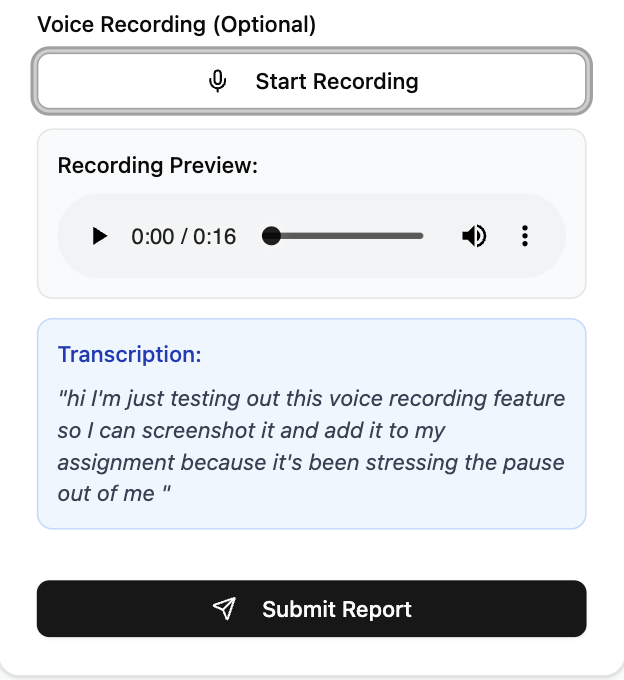 Voice Recording (Optional)
Start Recording
Recording Preview:
0:00 / 0:16
Transcription:
"hi I'm just testing out this voice recording feature
so I can screenshot it and add it to my
assignment because it's been stressing the pause
out of me "
Submit Report